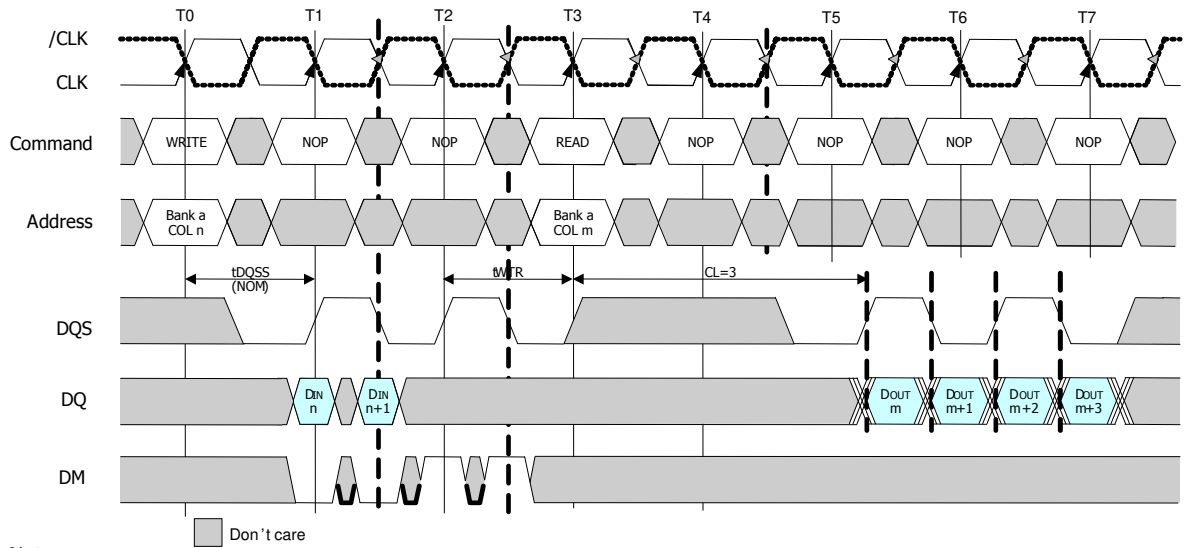 T0 T1 T2 T3 T4 T5 T6 T7
/CLK
CLK
Command WRITE NOP NOP READ NOP NOP NOP NOP
Address Bank a COL n Bank a COL m
tDQSS (NOM) tWTR CL=3
DQS
DQ DIN n DIN n+1 DOUT m DOUT m+1 DOUT m+2 DOUT m+3
DM
Don't care